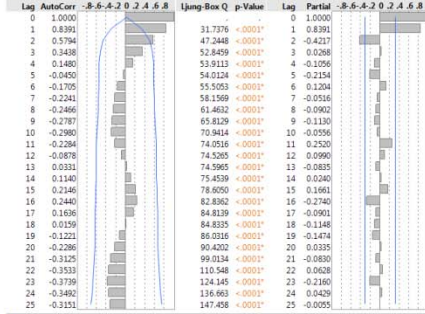 Lag AutoCorr -.8-.6-.4-.2 0 .2 .4 .6 .8 Ljung-Box Q p-Value Lag Partial -.8-.6-.4-.2 0 .2 .4 .6 .8
0 1.0000 . . 0 1.0000
1 0.8391 31.7376 <.0001* 1 0.8391
2 0.5794 47.2448 <.0001* 2 -0.4217
3 0.3438 52.8459 <.0001* 3 0.0268
4 0.1480 53.9113 <.0001* 4 -0.1056
5 -0.0450 54.0124 <.0001* 5 -0.2154
6 -0.1705 55.5053 <.0001* 6 0.1204
7 -0.2241 58.1569 <.0001* 7 -0.0516
8 -0.2466 61.4632 <.0001* 8 -0.0902
9 -0.2787 65.8129 <.0001* 9 -0.1130
10 -0.2980 70.9414 <.0001* 10 -0.0556
11 -0.2284 74.0516 <.0001* 11 0.2520
12 -0.0878 74.5265 <.0001* 12 0.0990
13 0.0331 74.5965 <.0001* 13 -0.0835
14 0.1140 75.4539 <.0001* 14 0.0240
15 0.2146 78.6050 <.0001* 15 0.1661
16 0.2440 82.8362 <.0001* 16 -0.2740
17 0.1636 84.8139 <.0001* 17 -0.0901
18 0.0159 84.8335 <.0001* 18 -0.1148
19 -0.1221 86.0316 <.0001* 19 -0.1474
20 -0.2286 90.4202 <.0001* 20 0.0335
21 -0.3125 99.0134 <.0001* 21 -0.0830
22 -0.3533 110.548 <.0001* 22 0.0628
23 -0.3739 124.145 <.0001* 23 -0.2160
24 -0.3492 136.663 <.0001* 24 0.0429
25 -0.3151 147.458 <.0001* 25 -0.0055